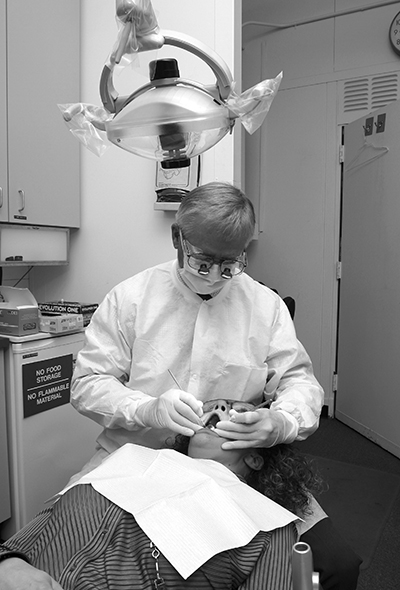 EVOLUTION ONE
NO FOOD
STORAGE
NO FLAMMABLE
MATERIAL